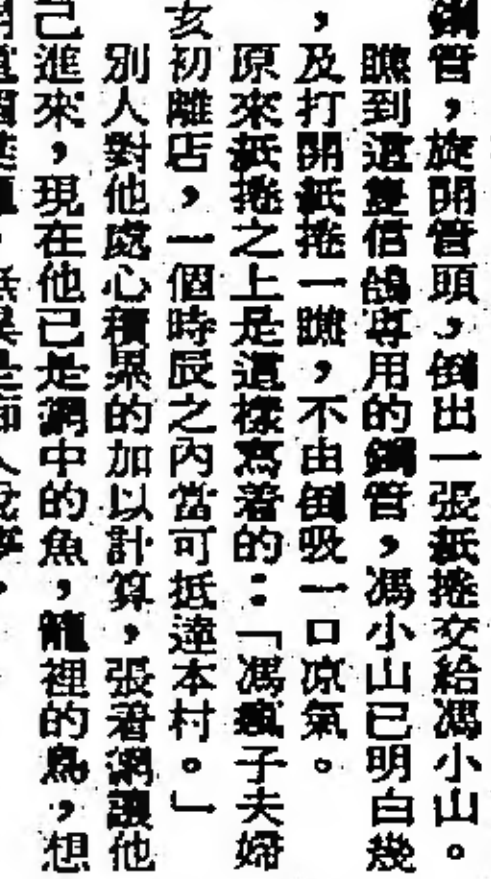 鋼管，旋開管頭，倒出一張紙捲交給馮小山。
瞧到這隻信鴿專用的鋼管，馮小山已明白幾
，及打開紙捲一瞧，不由倒吸一口凉氣。
原來紙捲之上是這樣寫着的：「馮瘋子夫婦
亥初離店，一個時辰之內當可抵達本村。」
別人對他處心積累的加以計算，張着網讓他
己進來，現在他已是網中的魚，籠裡的鳥，想